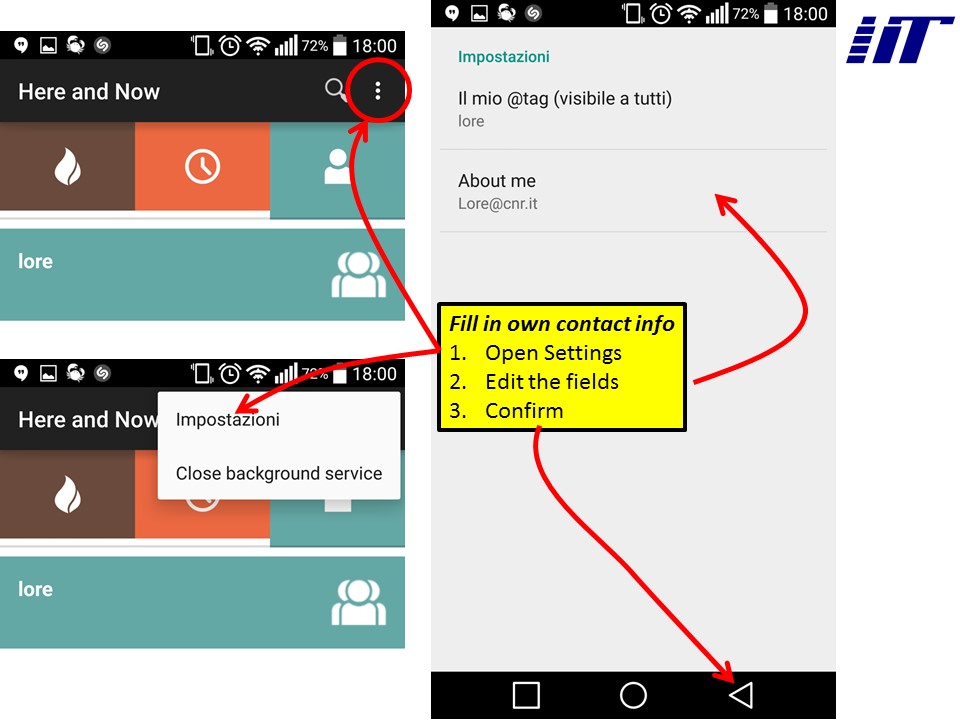 72% 18:00
Here and Now
lore
72% 18:00
Here and Now
Impostazioni
Close background service
lore
72% 18:00
Impostazioni
Il mio @tag (visibile a tutti)
lore
About me
Lore@cnr.it
Fill in own contact info
1. Open Settings
2. Edit the fields
3. Confirm
IIT